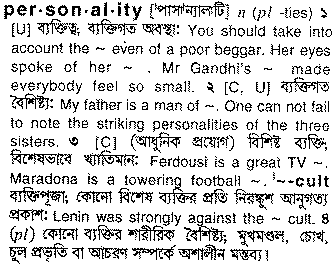 per·son·al·ity [পাসা'ন্যালাটি] n (pl -ties) ১
[U] ব্যক্তিত্ব, ব্যক্তিগত অবস্থা: You should take into
account the ~ even of a poor beggar. Her eyes
spoke of her ~ . Mr Gandhi's ~ made
everybody feel so small. ২ [C, U] ব্যক্তিগত
বৈশিষ্ট্য: My father is a man of ~. One can not fail
to note the striking personalities of the three
sisters. ৩ [C] (আধুনিক প্রয়োগ) বিশিষ্ট ব্যক্তি,
বিশেষভাবে খ্যাতিমান: Ferdousi is a great TV ~.
Maradona is a towering football ~. '~-cult
ব্যক্তিপূজা; কোনো বিশেষ ব্যক্তির প্রতি নিরঙ্কুশ আনুগত্য
প্রকাশ: Lenin was strongly against the ~ cult. ৪
(pl) কোনো ব্যক্তির শারীরিক বৈশিষ্ট্য; মুখমণ্ডল, চোখ,
চুল প্রভৃতি বা আচরণ সম্পর্কে অশালীন মন্তব্য।